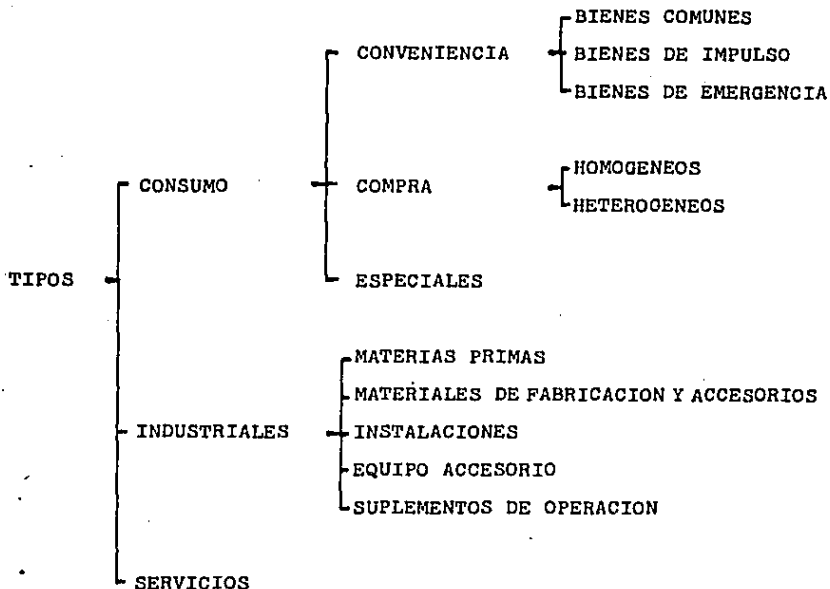 TIPOS
CONSUMO
CONVENIENCIA
BIENES COMUNES
BIENES DE IMPULSO
BIENES DE EMERGENCIA
COMPRA
HOMOGENEOS
HETEROGENEOS
ESPECIALES
INDUSTRIALES
MATERIAS PRIMAS
MATERIALES DE FABRICACION Y ACCESORIOS
INSTALACIONES
EQUIPO ACCESORIO
SUPLEMENTOS DE OPERACION
SERVICIOS